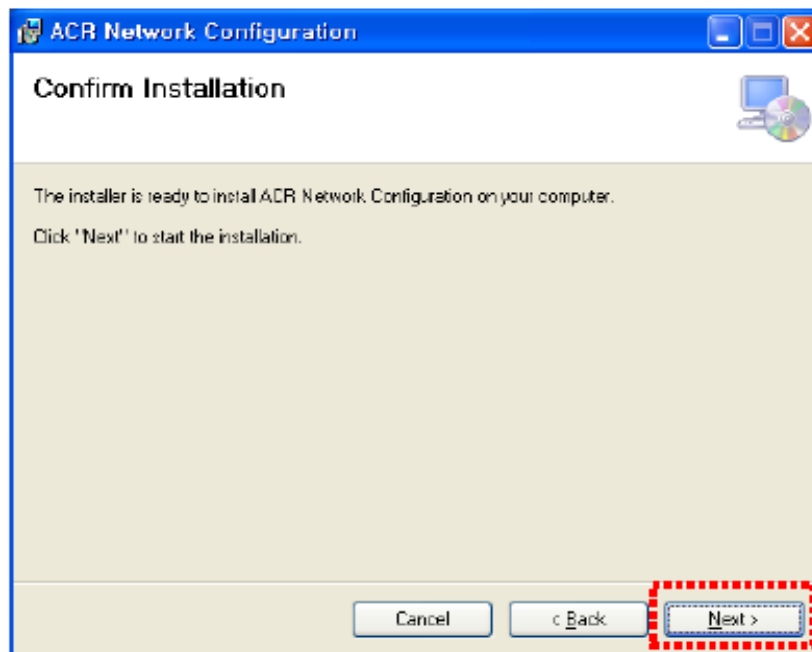 ACR Network Configuration
Confirm Installation
The installer is ready to install ACR Network Configuration on your computer.
Click "Next" to start the installation.
Cancel
< Back
Next >